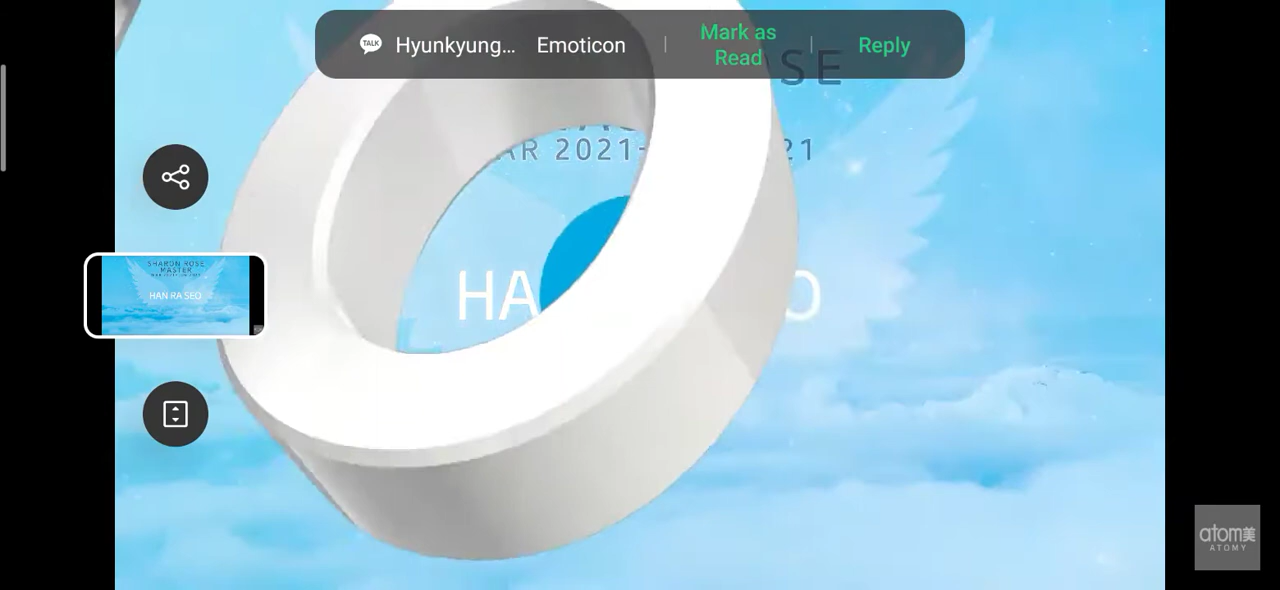 TALK Hyunkyung... Emoticon
Mark as Read
Reply
SE
AR 2021-
21
HA
O
SHARON ROSE
MASTER
HAN RA SEO
atom美
ATOMY